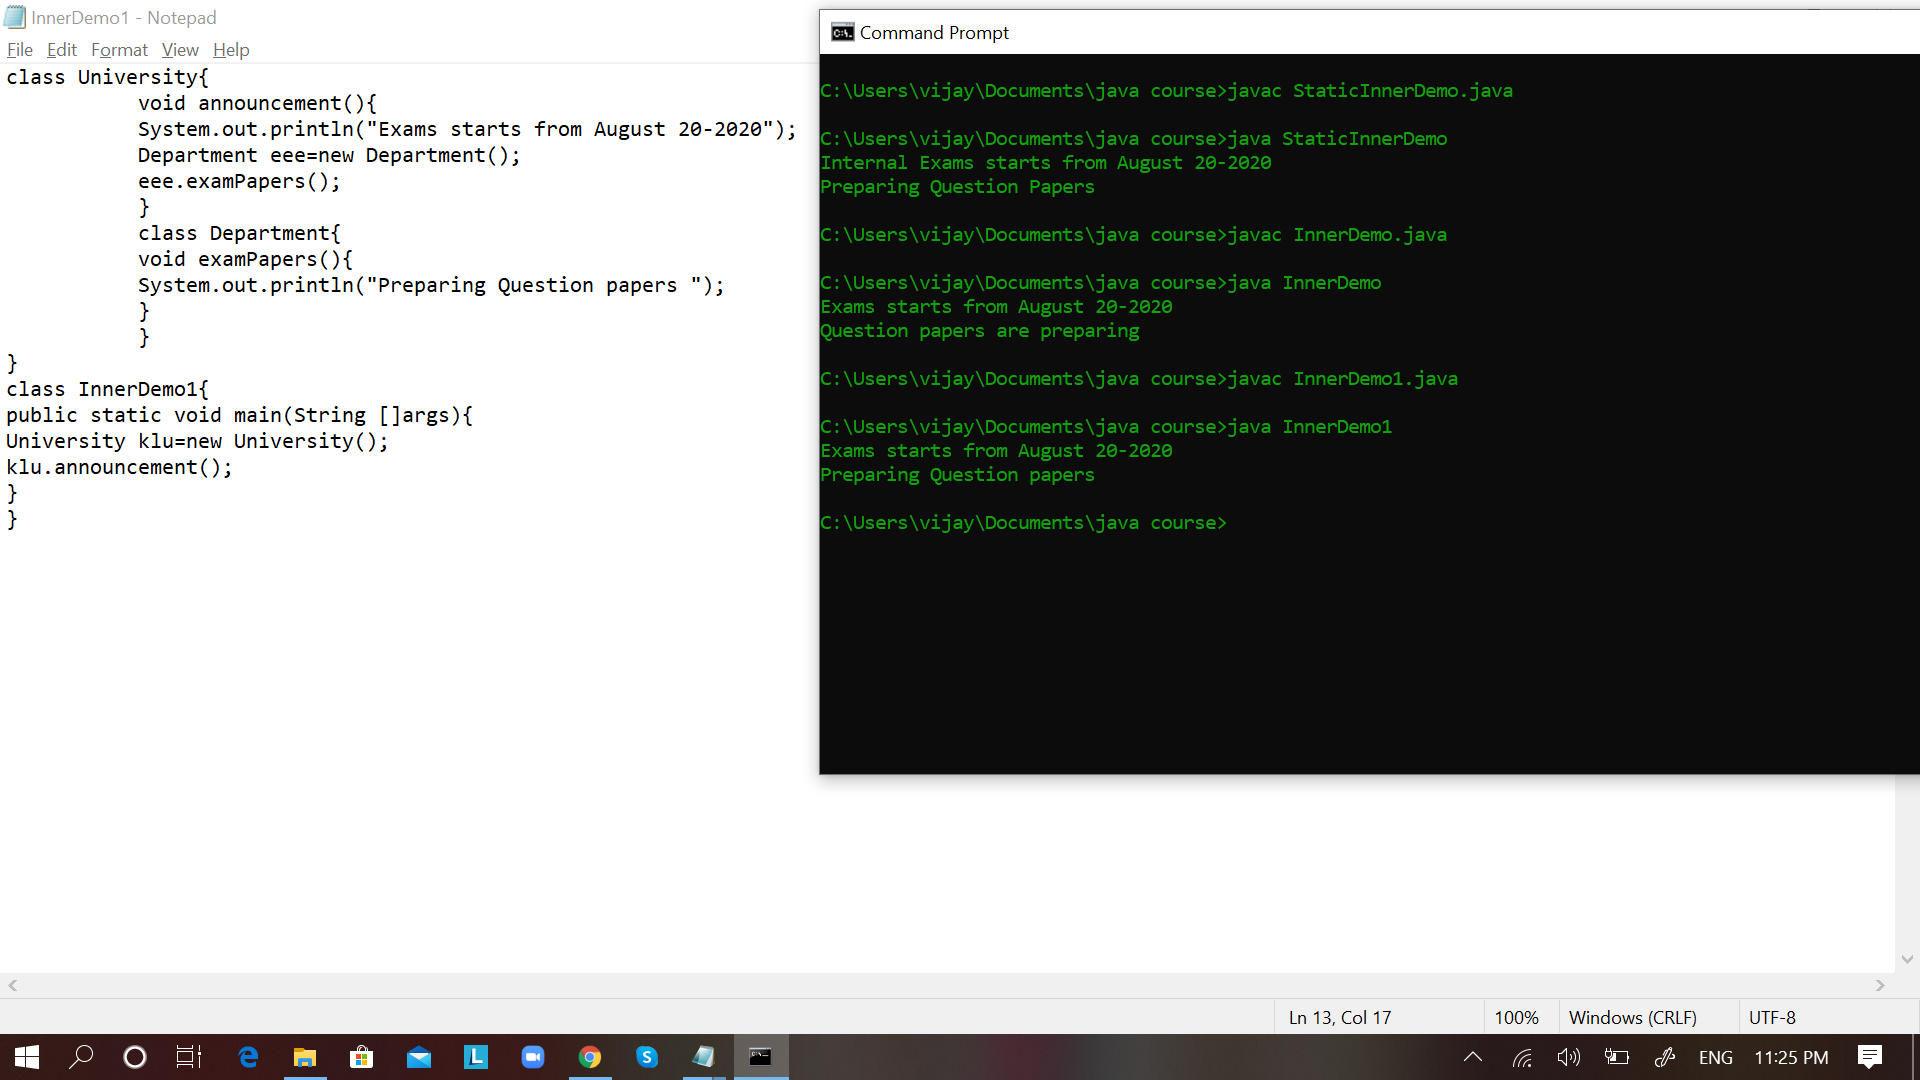 InnerDemo1 - Notepad
File Edit Format View Help
class University{
void announcement(){
System.out.println("Exams starts from August 20-2020");
Department eee=new Department();
eee.examPapers();
}
class Department{
void examPapers(){
System.out.println("Preparing Question papers ");
}
}
}
class InnerDemo1{
public static void main(String []args){
University klu=new University();
klu.announcement();
}
}
Command Prompt
C:\Users\vijay\Documents\java course>javac StaticInnerDemo.java
C:\Users\vijay\Documents\java course>java StaticInnerDemo
Internal Exams starts from August 20-2020
Preparing Question Papers
C:\Users\vijay\Documents\java course>javac InnerDemo.java
C:\Users\vijay\Documents\java course>java InnerDemo
Exams starts from August 20-2020
Question papers are preparing
C:\Users\vijay\Documents\java course>javac InnerDemo1.java
C:\Users\vijay\Documents\java course>java InnerDemo1
Exams starts from August 20-2020
Preparing Question papers
C:\Users\vijay\Documents\java course>
Ln 13, Col 17 100% Windows (CRLF) UTF-8
ENG 11:25 PM